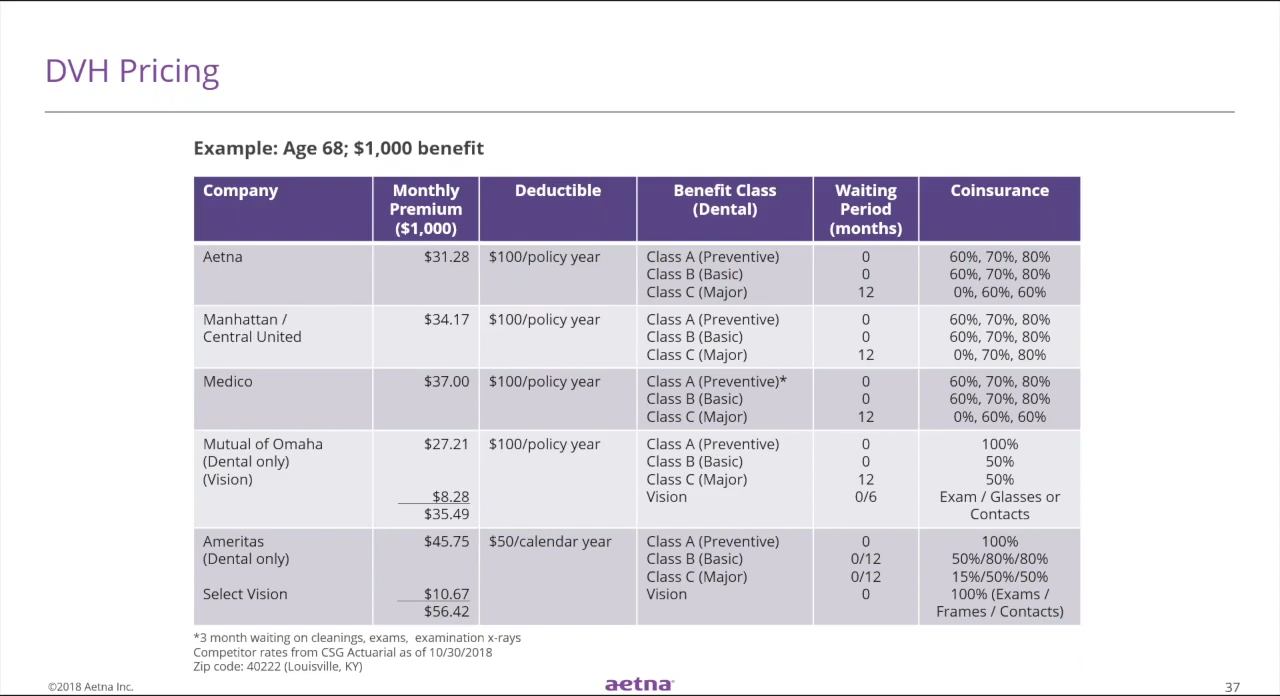 DVH Pricing
Example: Age 68; $1,000 benefit
Company Monthly Premium ($1,000) Deductible Benefit Class (Dental) Waiting Period (months) Coinsurance
Aetna $31.28 $100/policy year Class A (Preventive) 0 60%, 70%, 80%
Class B (Basic) 0 60%, 70%, 80%
Class C (Major) 12 0%, 60%, 60%
Manhattan / $34.17 $100/policy year Class A (Preventive) 0 60%, 70%, 80%
Central United Class B (Basic) 0 60%, 70%, 80%
Class C (Major) 12 0%, 70%, 80%
Medico $37.00 $100/policy year Class A (Preventive)* 0 60%, 70%, 80%
Class B (Basic) 0 60%, 70%, 80%
Class C (Major) 12 0%, 60%, 60%
Mutual of Omaha $27.21 $100/policy year Class A (Preventive) 0 100%
(Dental only) Class B (Basic) 0 50%
(Vision) Class C (Major) 12 50%
$8.28 Vision 0/6 Exam / Glasses or
$35.49 Contacts
Ameritas $45.75 $50/calendar year Class A (Preventive) 0 100%
(Dental only) Class B (Basic) 0/12 50%/80%/80%
Class C (Major) 0/12 15%/50%/50%
Select Vision $10.67 Vision 0 100% (Exams /
$56.42 Frames / Contacts)
*3 month waiting on cleanings, exams, examination x-rays
Competitor rates from CSG Actuarial as of 10/30/2018
Zip code: 40222 (Louisville, KY)
©2018 Aetna Inc. aetna 37